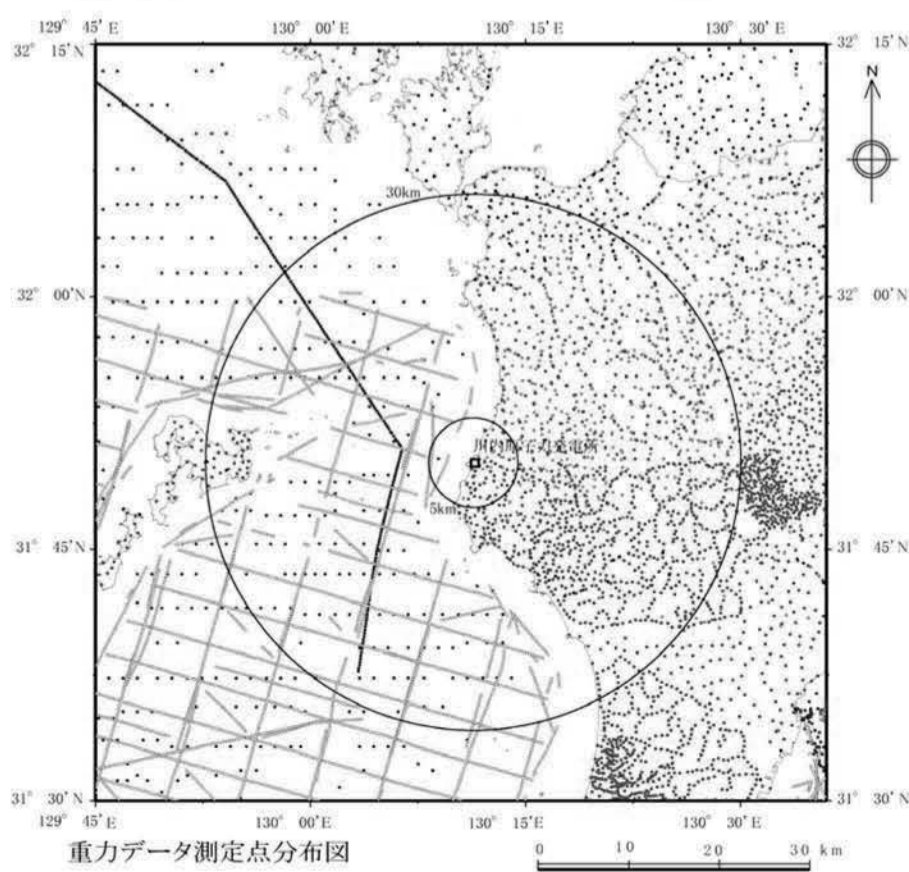 129° 45' E
130° 00' E
130° 15' E
130° 30' E
32° 15' N
32° 15' N
N
30km
32° 00' N
32° 00' N
川内原子力発電所
5km
31° 45' N
31° 45' N
31° 30' N
31° 30' N
129° 45' E
130° 00' E
130° 15' E
130° 30' E
重力データ測定点分布図
0 10 20 30 km